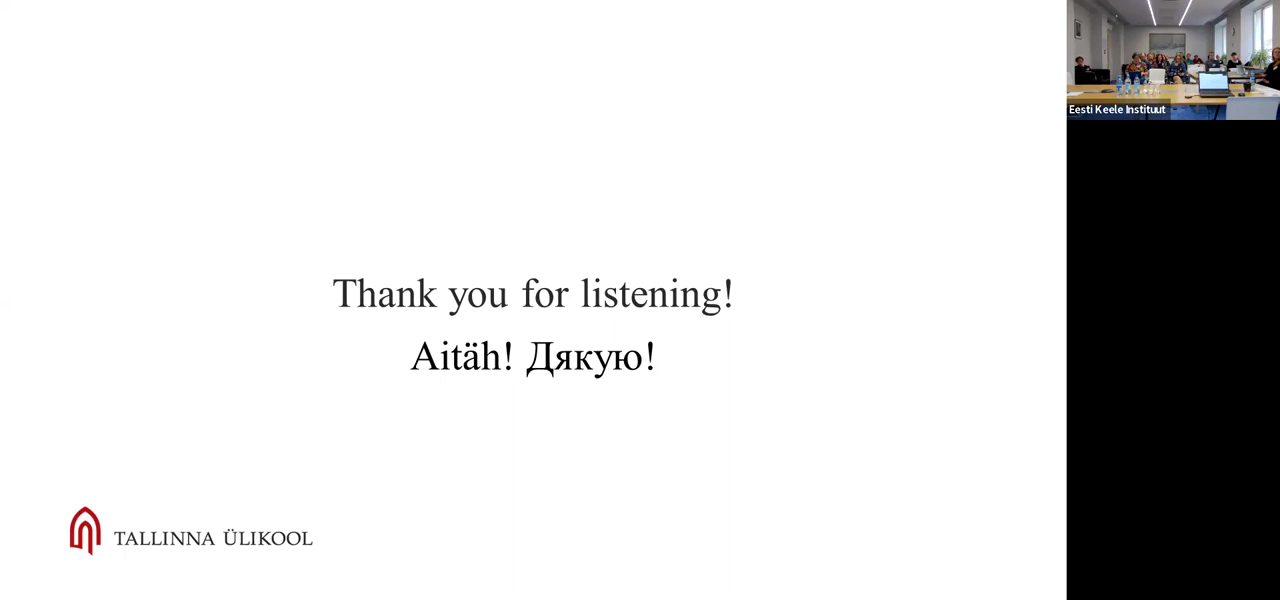 Thank you for listening!
Aitäh! Дякую!
TALLINNA ÜLIKOOL
Eesti Keele Instituut